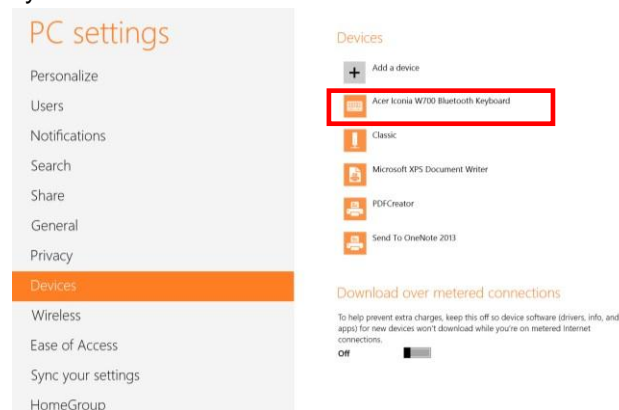 PC settings
Personalize
Users
Notifications
Search
Share
General
Privacy
Devices
Wireless
Ease of Access
Sync your settings
HomeGroup
Devices
Add a device
Acer Iconia W700 Bluetooth Keyboard
Classic
Microsoft XPS Document Writer
PDFCreator
Send To OneNote 2013
Download over metered connections
To help prevent extra charges, keep this off so device software (drivers, info, and
apps) for new devices won't download while you're on metered Internet
connections.
Off